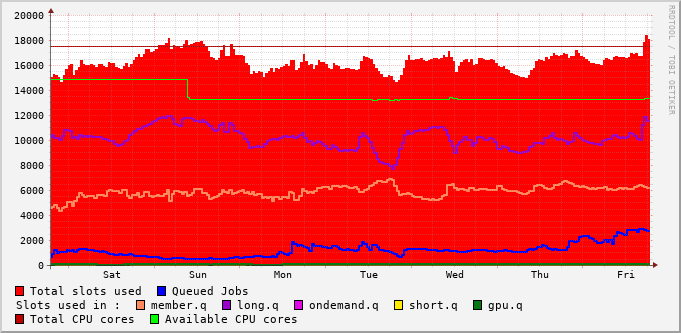 RRDTOOL / TOBI OETIKER
20000
18000
16000
14000
12000
10000
8000
6000
4000
2000
0
Sat Sun Mon Tue Wed Thu Fri
Total slots used Queued Jobs
Slots used in : member.q long.q ondemand.q short.q gpu.q
Total CPU cores Available CPU cores